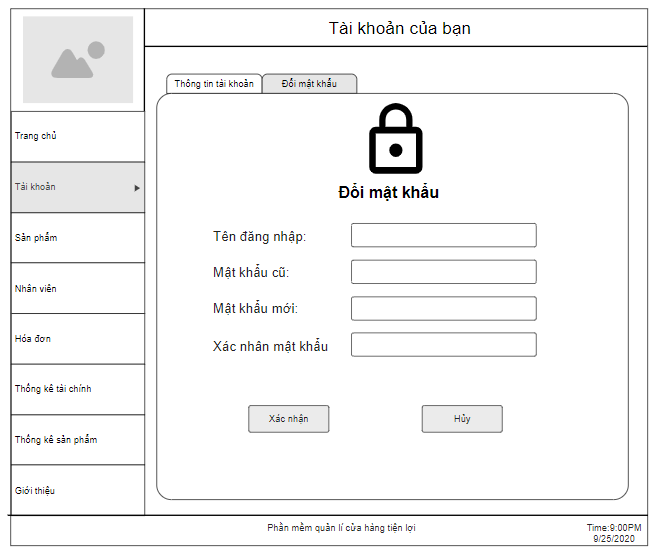 Tài khoản của bạn
Thông tin tài khoản
Đổi mật khẩu
Trang chủ
Tài khoản
Sản phẩm
Nhân viên
Hóa đơn
Thống kê tài chính
Thống kê sản phẩm
Giới thiệu
Đổi mật khẩu
Tên đăng nhập:
Mật khẩu cũ:
Mật khẩu mới:
Xác nhân mật khẩu
Xác nhận
Hủy
Phần mềm quản lí cửa hàng tiện lợi
Time:9:00PM
9/25/2020